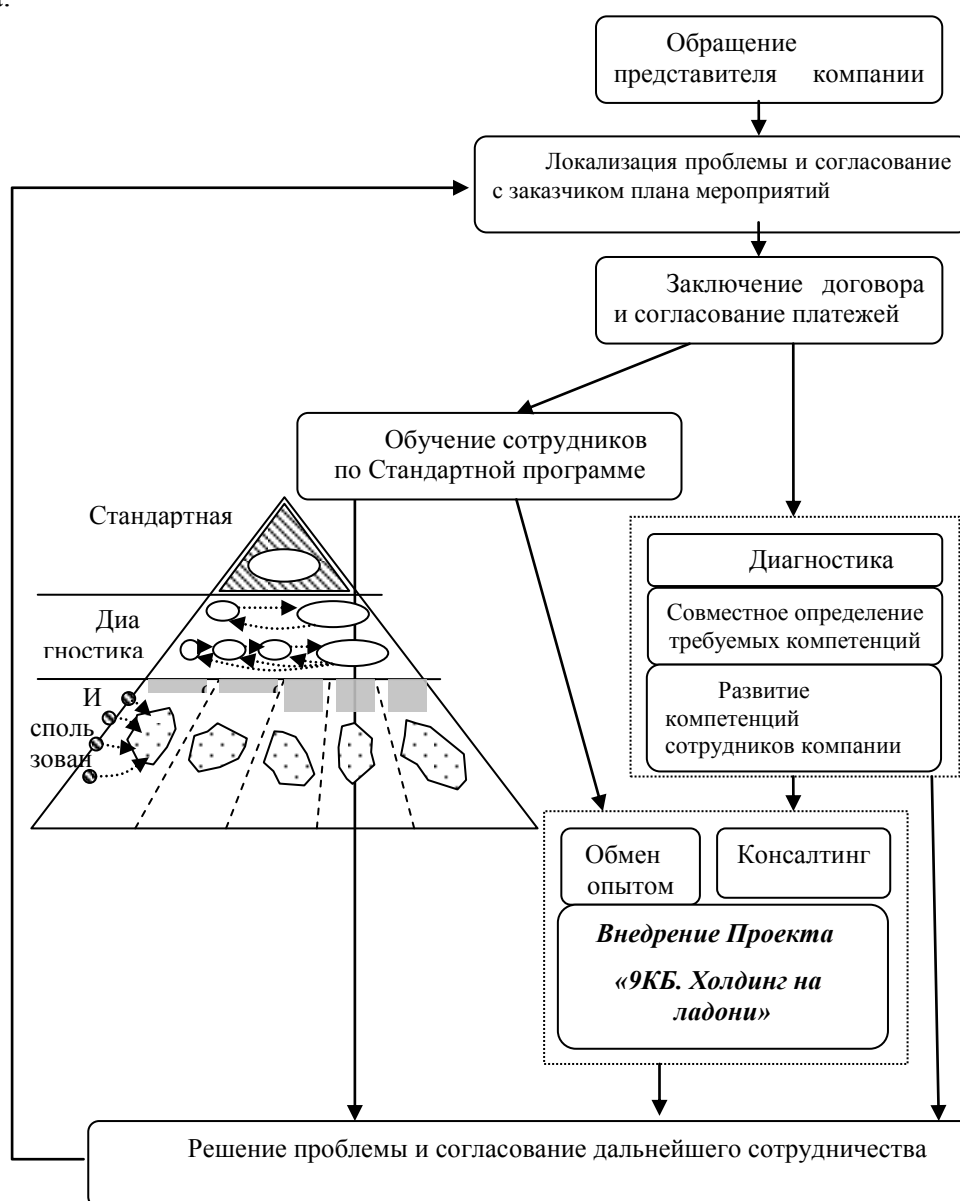 Обращение
представителя компании
Локализация проблемы и согласование
с заказчиком плана мероприятий
Заключение договора
и согласование платежей
Обучение сотрудников
по Стандартной программе
Стандартная
Диа
гностика
И
споль
зован
Диагностика
Совместное определение
требуемых компетенций
Развитие
компетенций
сотрудников компании
Обмен
опытом
Консалтинг
Внедрение Проекта
«9КБ. Холдинг на
ладони»
Решение проблемы и согласование дальнейшего сотрудничества